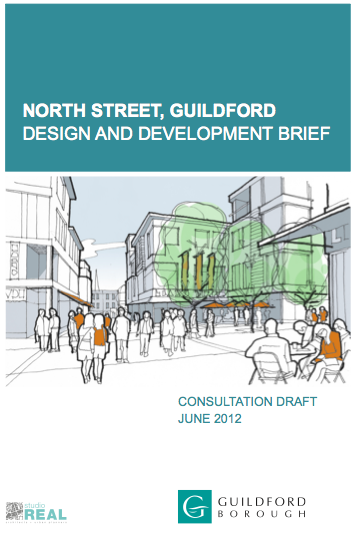 NORTH STREET, GUILDFORD
DESIGN AND DEVELOPMENT BRIEF
CONSULTATION DRAFT
JUNE 2012
studio
REAL
G
GUILDFORD
BOROUGH